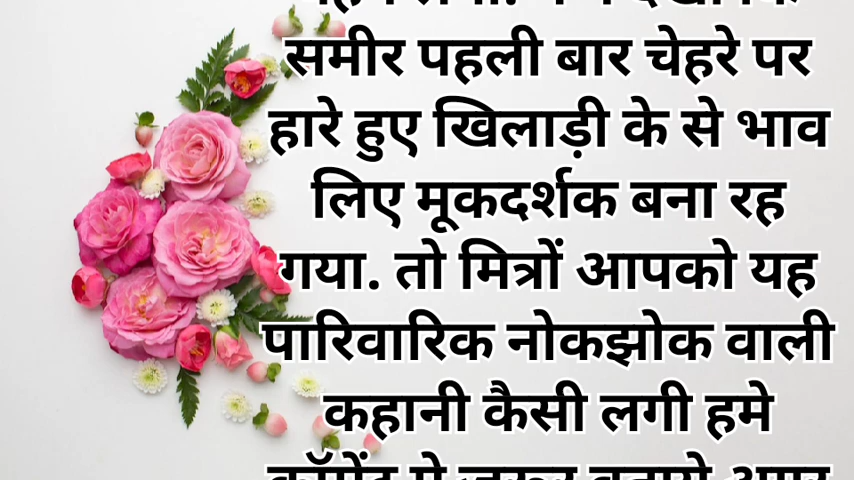 समीर पहली बार चेहरे पर
हारे हुए खिलाड़ी के से भाव
लिए मूकदर्शक बना रह
गया. तो मित्रों आपको यह
पारिवारिक नोकझोक वाली
कहानी कैसी लगी हमे